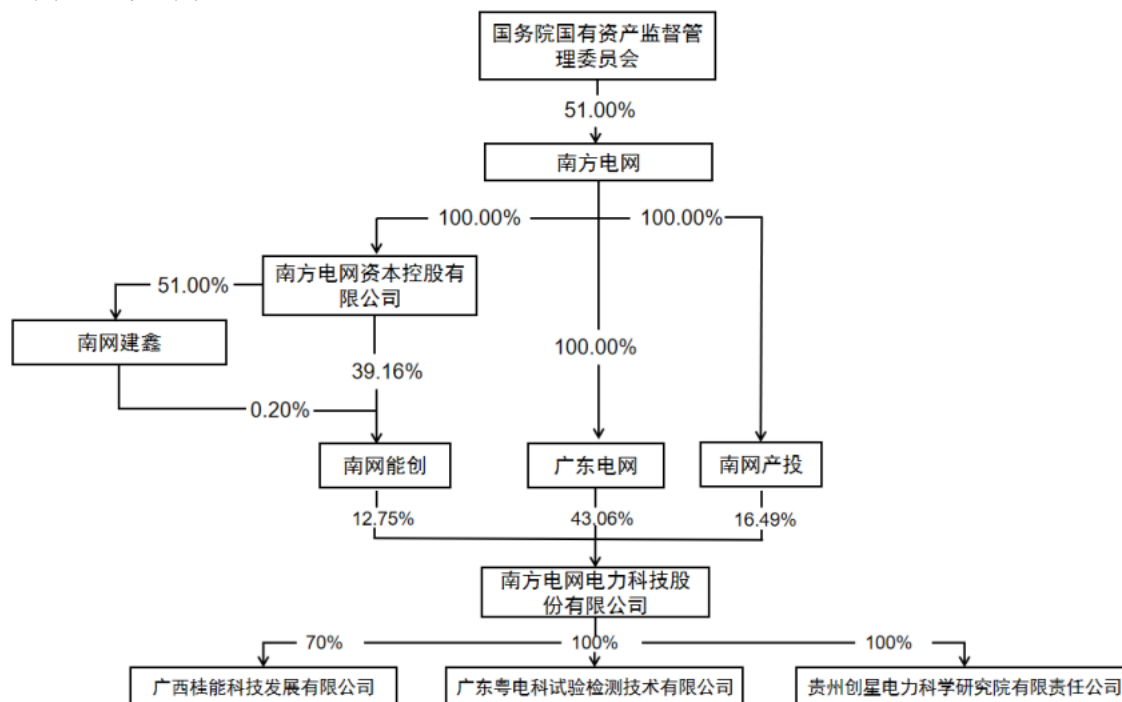 国务院国有资产监督管
理委员会
51.00%
南方电网
100.00%
100.00%
南方电网资本控股有
限公司
51.00%
南网建鑫
100.00%
39.16%
0.20%
南网能创
广东电网
南网产投
12.75%
43.06%
16.49%
南方电网电力科技股
份有限公司
70%
100%
100%
广西桂能科技发展有限公司
广东粤电科试验检测技术有限公司
贵州创星电力科学研究院有限责任公司